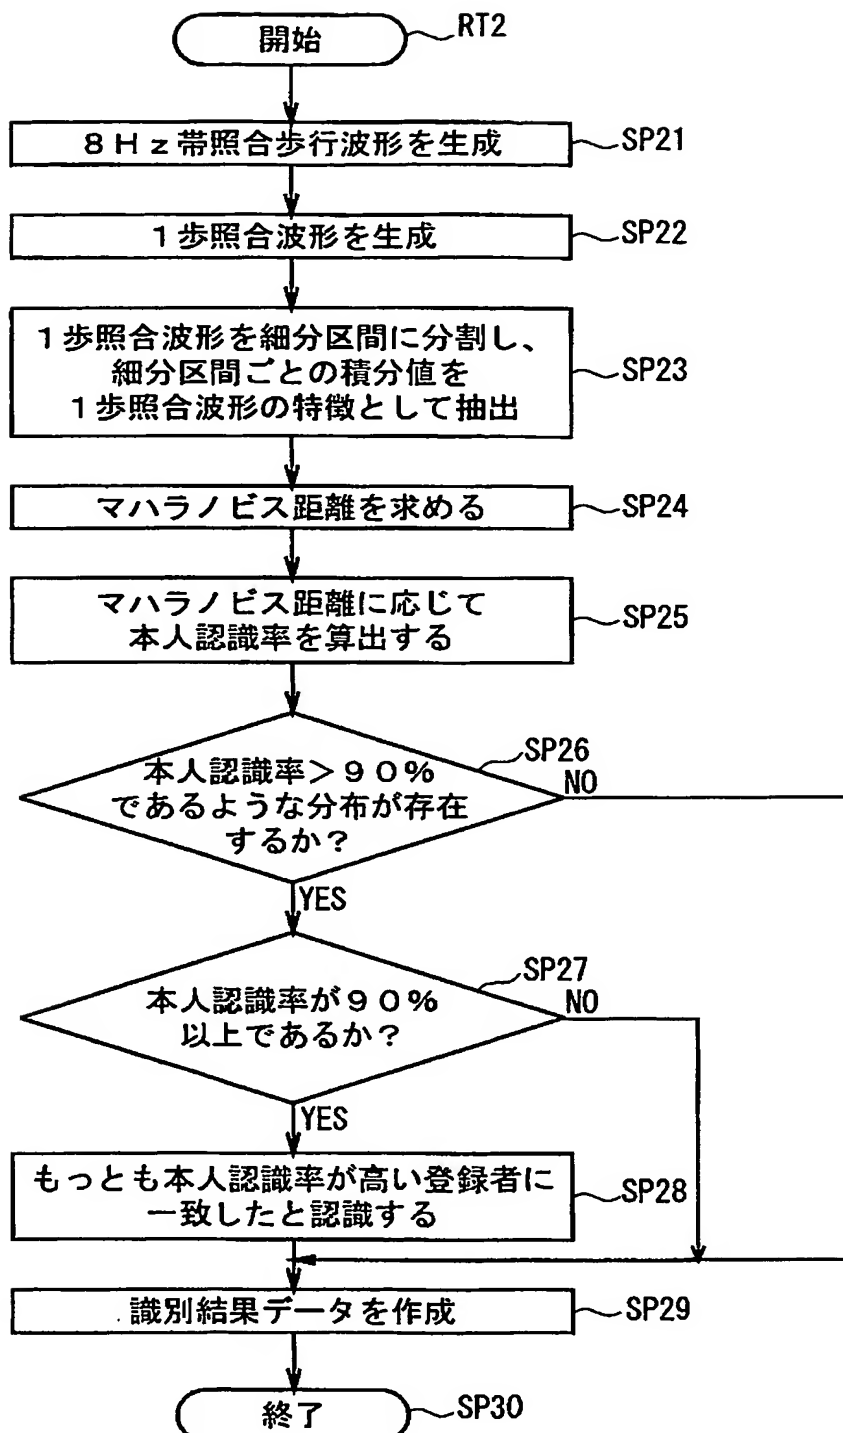 開始
RT2
8Hz帯照合歩行波形を生成
SP21
1歩照合波形を生成
SP22
1歩照合波形を細分区間に分割し、
細分区間ごとの積分値を
1歩照合波形の特徴として抽出
SP23
マハラノビス距離を求める
SP24
マハラノビス距離に応じて
本人認識率を算出する
SP25
SP26
本人認識率>90%
であるような分布が存在
するか?
NO
YES
SP27
本人認識率が90%
以上であるか?
NO
YES
もっとも本人認識率が高い登録者に
一致したと認識する
SP28
識別結果データを作成
SP29
終了
SP30